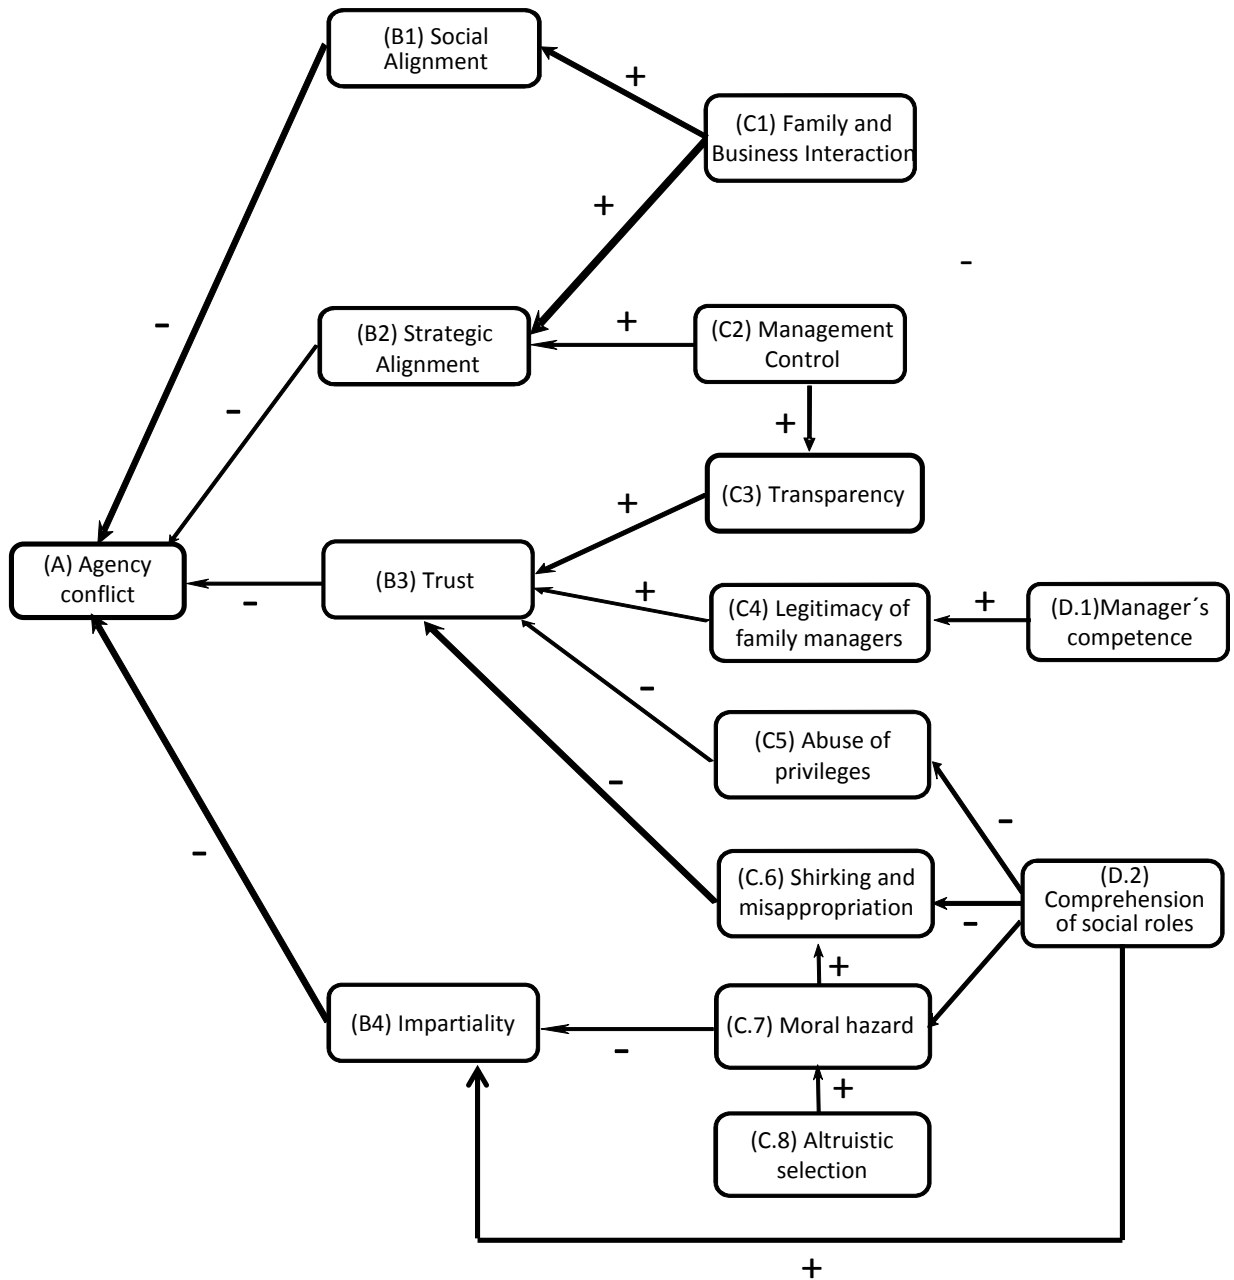 (B1) Social
Alignment
+
(C1) Family and
Business Interaction
+
-
-
(B2) Strategic
Alignment
+
(C2) Management
Control
-
+
(C3) Transparency
+
(A) Agency
conflict
-
(B3) Trust
+
(C4) Legitimacy of
family managers
+
(D.1)Manager´s
competence
-
(C5) Abuse of
privileges
-
-
-
(C.6) Shirking and
misappropriation
-
(D.2)
Comprehension
of social roles
+
(B4) Impartiality
-
(C.7) Moral hazard
+
(C.8) Altruistic
selection
+